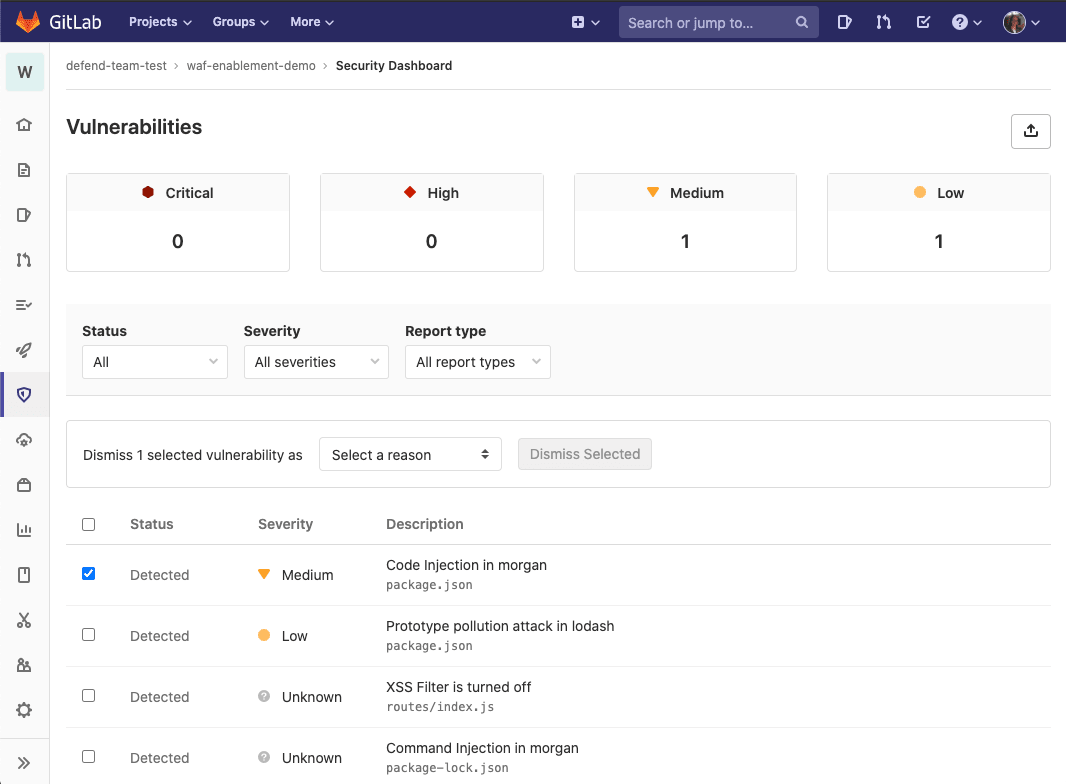 GitLab Projects Groups More Search or jump to...
W
defend-team-test › waf-enablement-demo › Security Dashboard
Vulnerabilities
Critical High Medium Low
0 0 1 1
Status Severity Report type
All All severities All report types
Dismiss 1 selected vulnerability as Select a reason Dismiss Selected
Status Severity Description
Detected Medium Code Injection in morgan
package.json
Detected Low Prototype pollution attack in lodash
package.json
Detected Unknown XSS Filter is turned off
routes/index.js
Detected Unknown Command Injection in morgan
package-lock.json